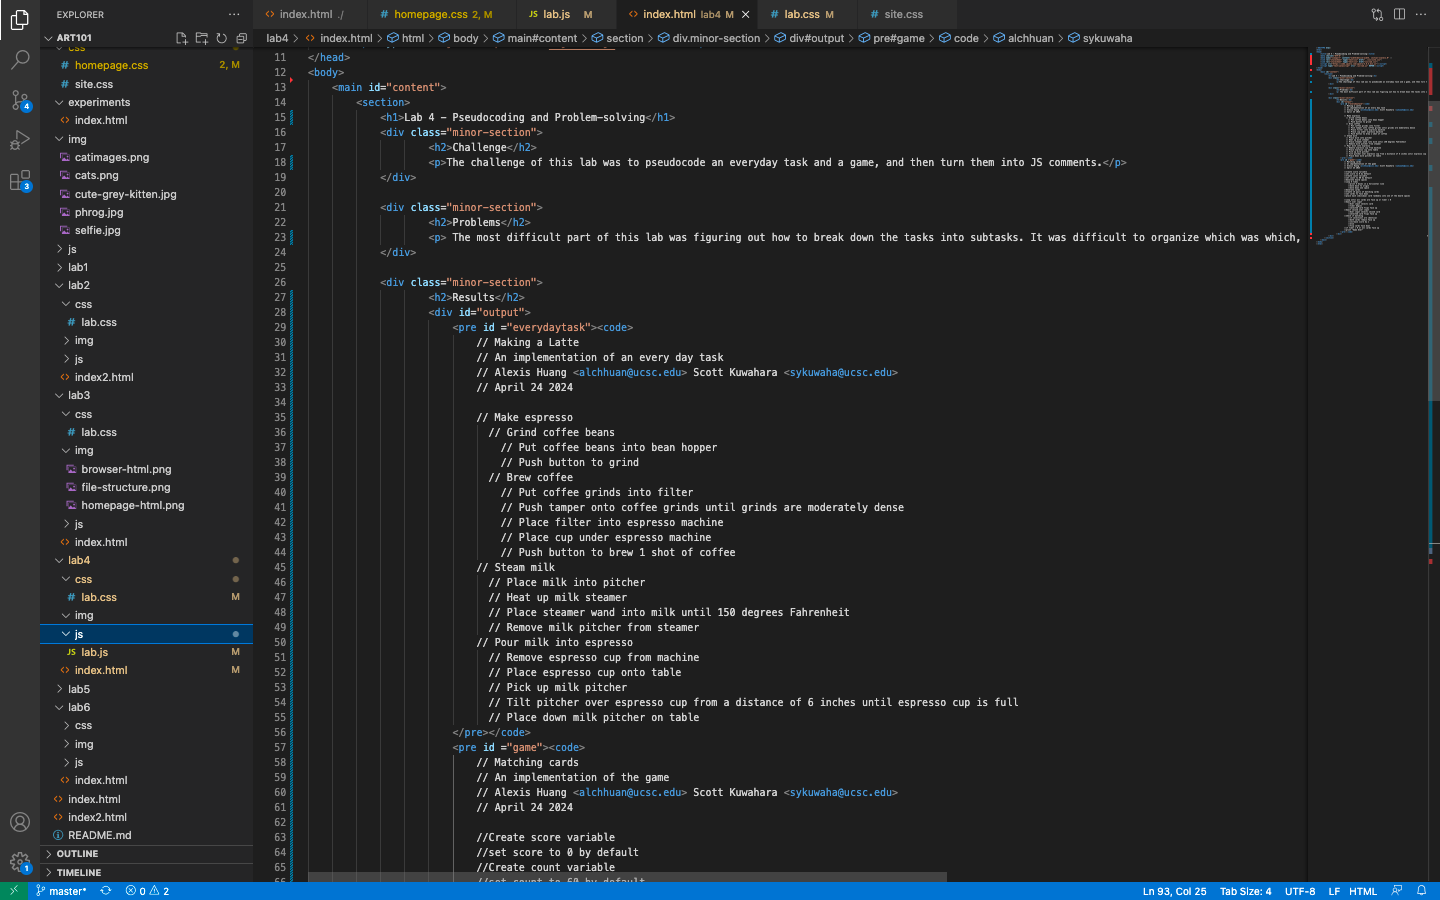 EXPLORER
ART101
css
homepage.css 2, M
site.css
experiments
index.html
img
catimages.png
cats.png
cute-grey-kitten.jpg
phrog.jpg
selfie.jpg
js
lab1
lab2
css
lab.css
img
js
index2.html
lab3
css
lab.css
img
browser-html.png
file-structure.png
homepage-html.png
js
index.html
lab4
css
lab.css M
img
js
lab.js M
index.html M
lab5
lab6
css
img
js
index.html
index.html
index2.html
README.md
OUTLINE
TIMELINE
index.html ./
homepage.css 2, M
lab.js M
index.html lab4 M
lab.css M
site.css
lab4 > index.html > html > body > main#content > section > div.minor-section > div#output > pre#game > code > alchhuan > sykuwaha
11 </head>
12 <body>
13 <main id="content">
14 <section>
15 <h1>Lab 4 - Pseudocoding and Problem-solving</h1>
16 <div class="minor-section">
17 <h2>Challenge</h2>
18 <p>The challenge of this lab was to pseudocode an everyday task and a game, and then turn them into JS comments.</p>
19 </div>
20
21 <div class="minor-section">
22 <h2>Problems</h2>
23 <p> The most difficult part of this lab was figuring out how to break down the tasks into subtasks. It was difficult to organize which was which,
24 </div>
25
26 <div class="minor-section">
27 <h2>Results</h2>
28 <div id="output">
29 <pre id ="everydaytask"><code>
30 // Making a Latte
31 // An implementation of an every day task
32 // Alexis Huang <alchhuan@ucsc.edu> Scott Kuwahara <sykuwaha@ucsc.edu>
33 // April 24 2024
34
35 // Make espresso
36 // Grind coffee beans
37 // Put coffee beans into bean hopper
38 // Push button to grind
39 // Brew coffee
40 // Put coffee grinds into filter
41 // Push tamper onto coffee grinds until grinds are moderately dense
42 // Place filter into espresso machine
43 // Place cup under espresso machine
44 // Push button to brew 1 shot of coffee
45 // Steam milk
46 // Place milk into pitcher
47 // Heat up milk steamer
48 // Place steamer wand into milk until 150 degrees Fahrenheit
49 // Remove milk pitcher from steamer
50 // Pour milk into espresso
51 // Remove espresso cup from machine
52 // Place espresso cup onto table
53 // Pick up milk pitcher
54 // Tilt pitcher over espresso cup from a distance of 6 inches until espresso cup is full
55 // Place down milk pitcher on table
56 </pre></code>
57 <pre id ="game"><code>
58 // Matching cards
59 // An implementation of the game
60 // Alexis Huang <alchhuan@ucsc.edu> Scott Kuwahara <sykuwaha@ucsc.edu>
61 // April 24 2024
62
63 //Create score variable
64 //set score to 0 by default
65 //Create count variable
66 //set count to 60 by default
4
3
1
master* 0 2
Ln 93, Col 25 Tab Size: 4 UTF-8 LF HTML